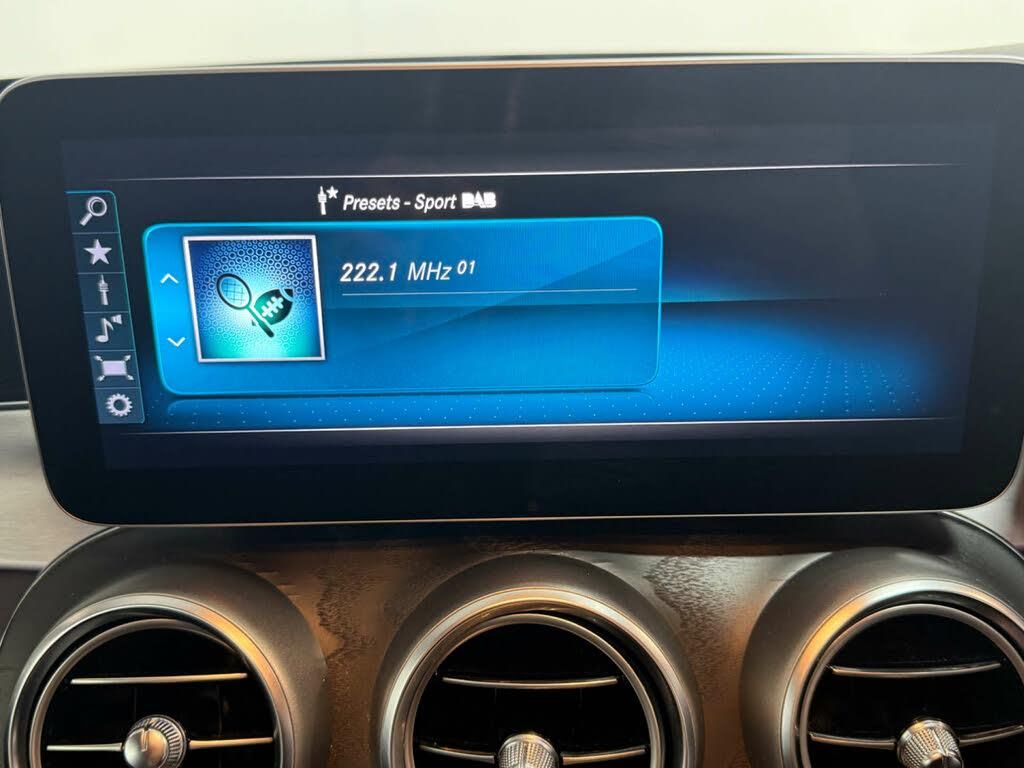 Presets - Sport DAB
222.1 MHz 01